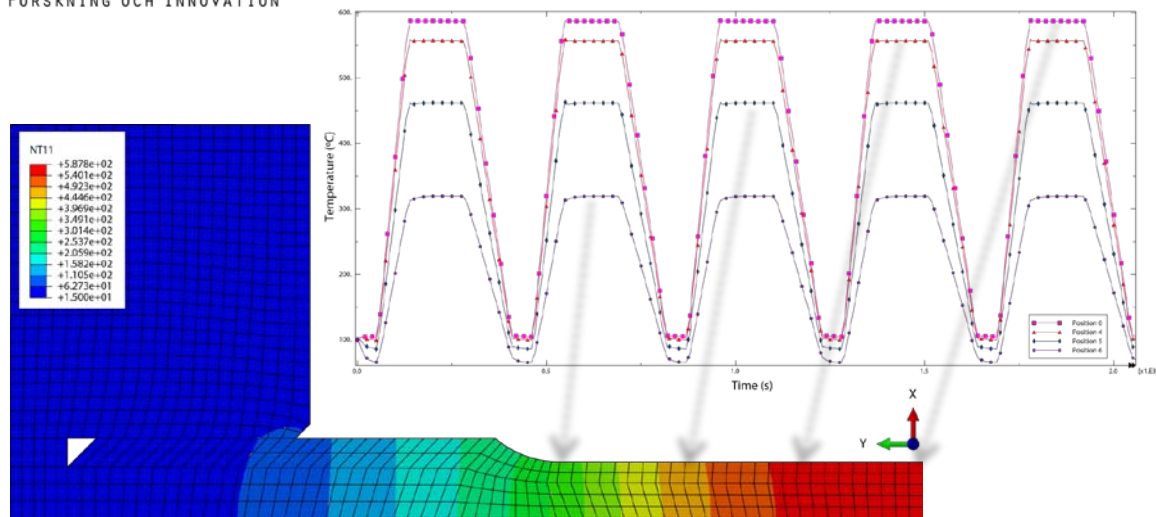 FORSKNING OCH INNOVATION
600.
500.
400.
300.
200.
100.
Temperature (ºC)
0.0
0.5
1.0
1.5
2.0
[x1.E3
Time (s)
Position 0
Position 4
Position 5
Position 6
NT11
+5.878e+02
+5.401e+02
+4.923e+02
+4.446e+02
+3.969e+02
+3.491e+02
+3.014e+02
+2.537e+02
+2.059e+02
+1.582e+02
+1.105e+02
+6.273e+01
+1.500e+01
X
Y